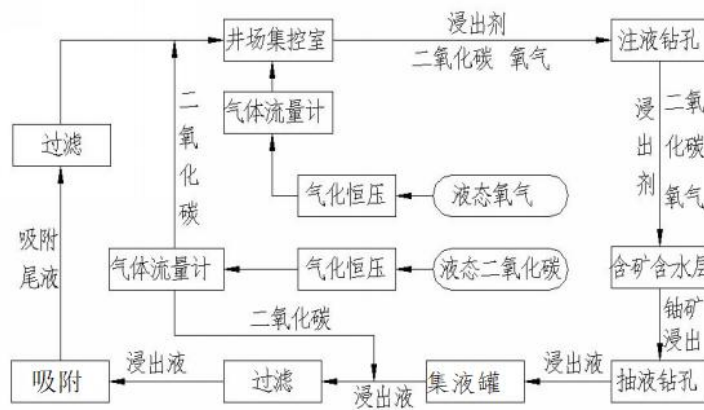 浸出剂
井场集控室
二氧化碳 氧气
注液钻孔
二氧化碳
气体流量计
过滤
浸出剂
二氧化碳
氧气
气化恒压
液态氧气
吸附
尾液
气体流量计
气化恒压
液态二氧化碳
含矿含水层
二氧化碳
铀矿
浸出
浸出液
浸出液
吸附
过滤
浸出液
集液罐
抽液钻孔